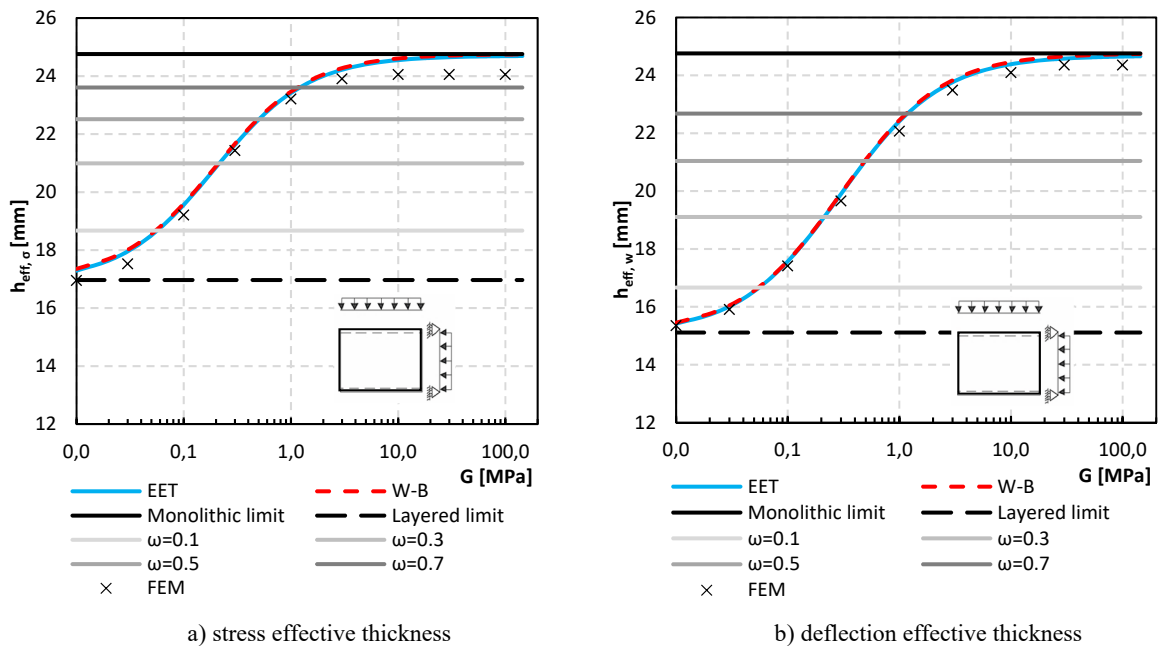 26
24
22
20
18
16
14
12
h_eff, σ [mm]
0,0 0,1 1,0 10,0 100,0
G [MPa]
EET W-B
Monolithic limit Layered limit
ω=0.1 ω=0.3
ω=0.5 ω=0.7
FEM
a) stress effective thickness
26
24
22
20
18
16
14
12
h_eff, w [mm]
0,0 0,1 1,0 10,0 100,0
G [MPa]
EET W-B
Monolithic limit Layered limit
ω=0.1 ω=0.3
ω=0.5 ω=0.7
FEM
b) deflection effective thickness